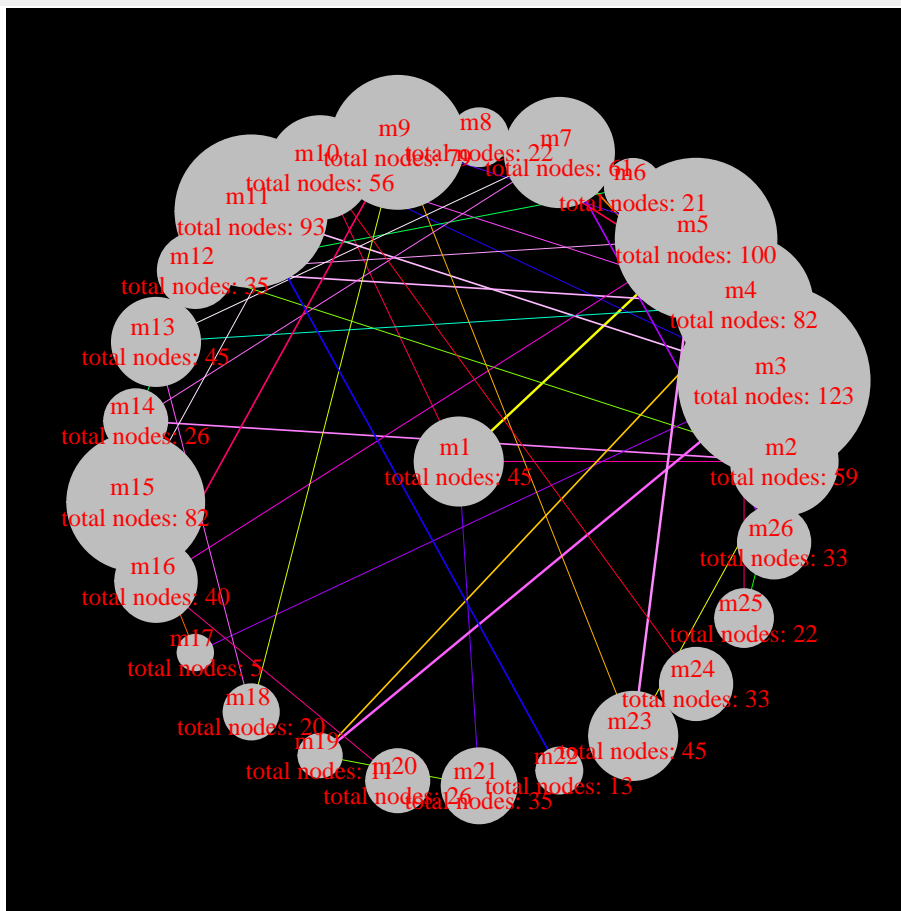 m1
total nodes: 45
m2
total nodes: 59
m3
total nodes: 123
m4
total nodes: 82
m5
total nodes: 100
m6
total nodes: 21
m7
total nodes: 61
m8
total nodes: 22
m9
total nodes: 79
m10
total nodes: 56
m11
total nodes: 93
m12
total nodes: 35
m13
total nodes: 45
m14
total nodes: 26
m15
total nodes: 82
m16
total nodes: 40
m17
total nodes: 5
m18
total nodes: 20
m19
total nodes: 11
m20
total nodes: 26
m21
total nodes: 35
m22
total nodes: 13
m23
total nodes: 45
m24
total nodes: 33
m25
total nodes: 22
m26
total nodes: 33